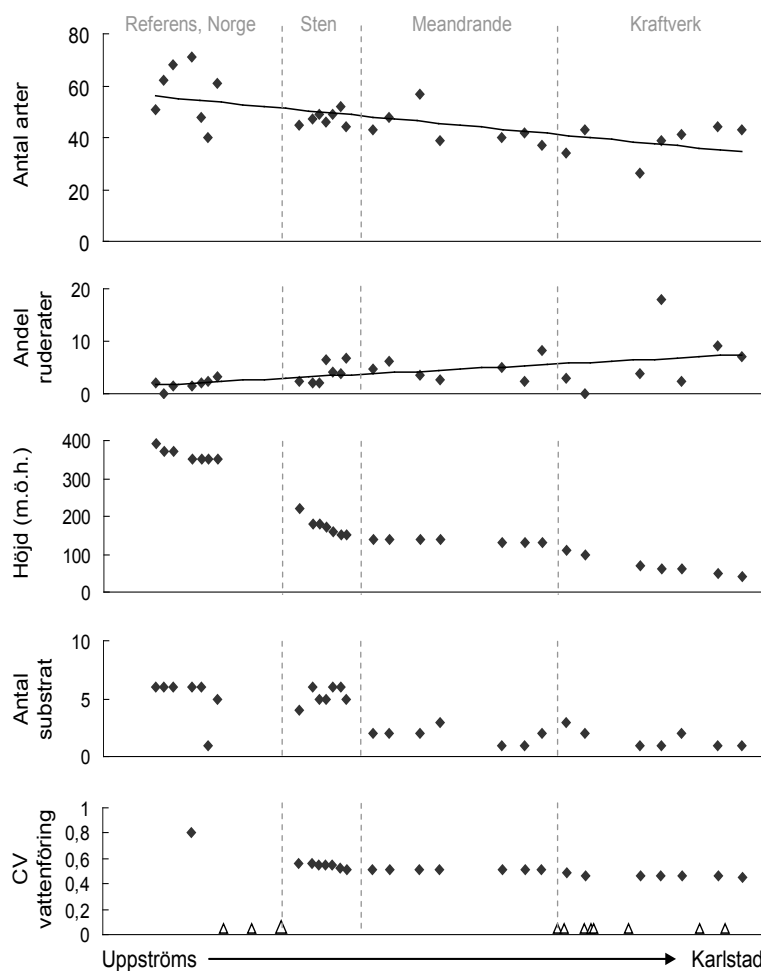 Referens, Norge Sten Meandrande Kraftverk
Antal arter
80
60
40
20
0
Andel
ruderater
20
10
0
Höjd (m.ö.h.)
400
300
200
100
0
Antal
substrat
10
5
0
CV
vattenföring
1
0,8
0,6
0,4
0,2
0
Uppströms Karlstad